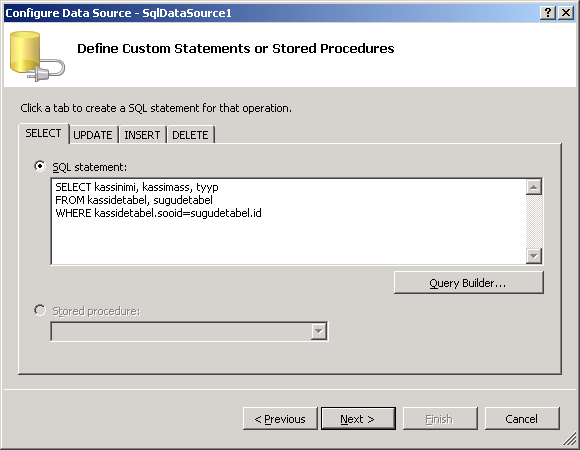 Configure Data Source - SqlDataSource1
Define Custom Statements or Stored Procedures
Click a tab to create a SQL statement for that operation.
SELECT UPDATE INSERT DELETE
SQL statement:
SELECT kassinimi, kassimass, tyyp
FROM kassidetabel, sugudetabel
WHERE kassidetabel.sooid=sugudetabel.id
Query Builder...
Stored procedure:
< Previous Next > Finish Cancel